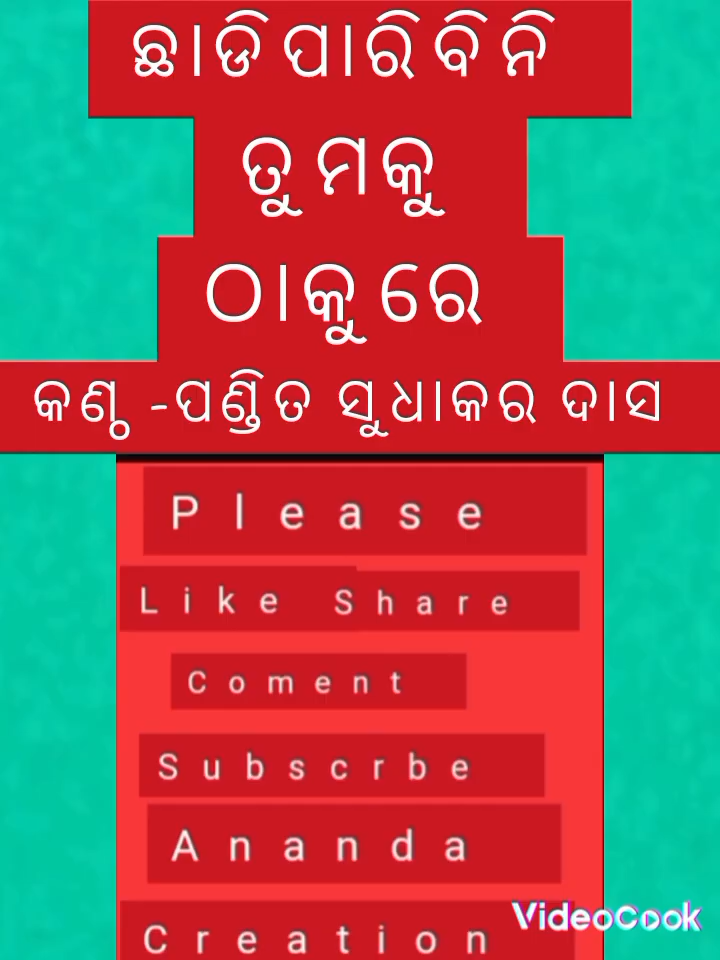 ଛାଡି ପାରିବିନି
ତୁମକୁ
ଠାକୁରେ
କଣ୍ଠ -ପଣ୍ଡିତ ସୁଧାକର ଦାସ
Please
Like Share
Coment
Subscrbe
Ananda
Creation
VideoCook